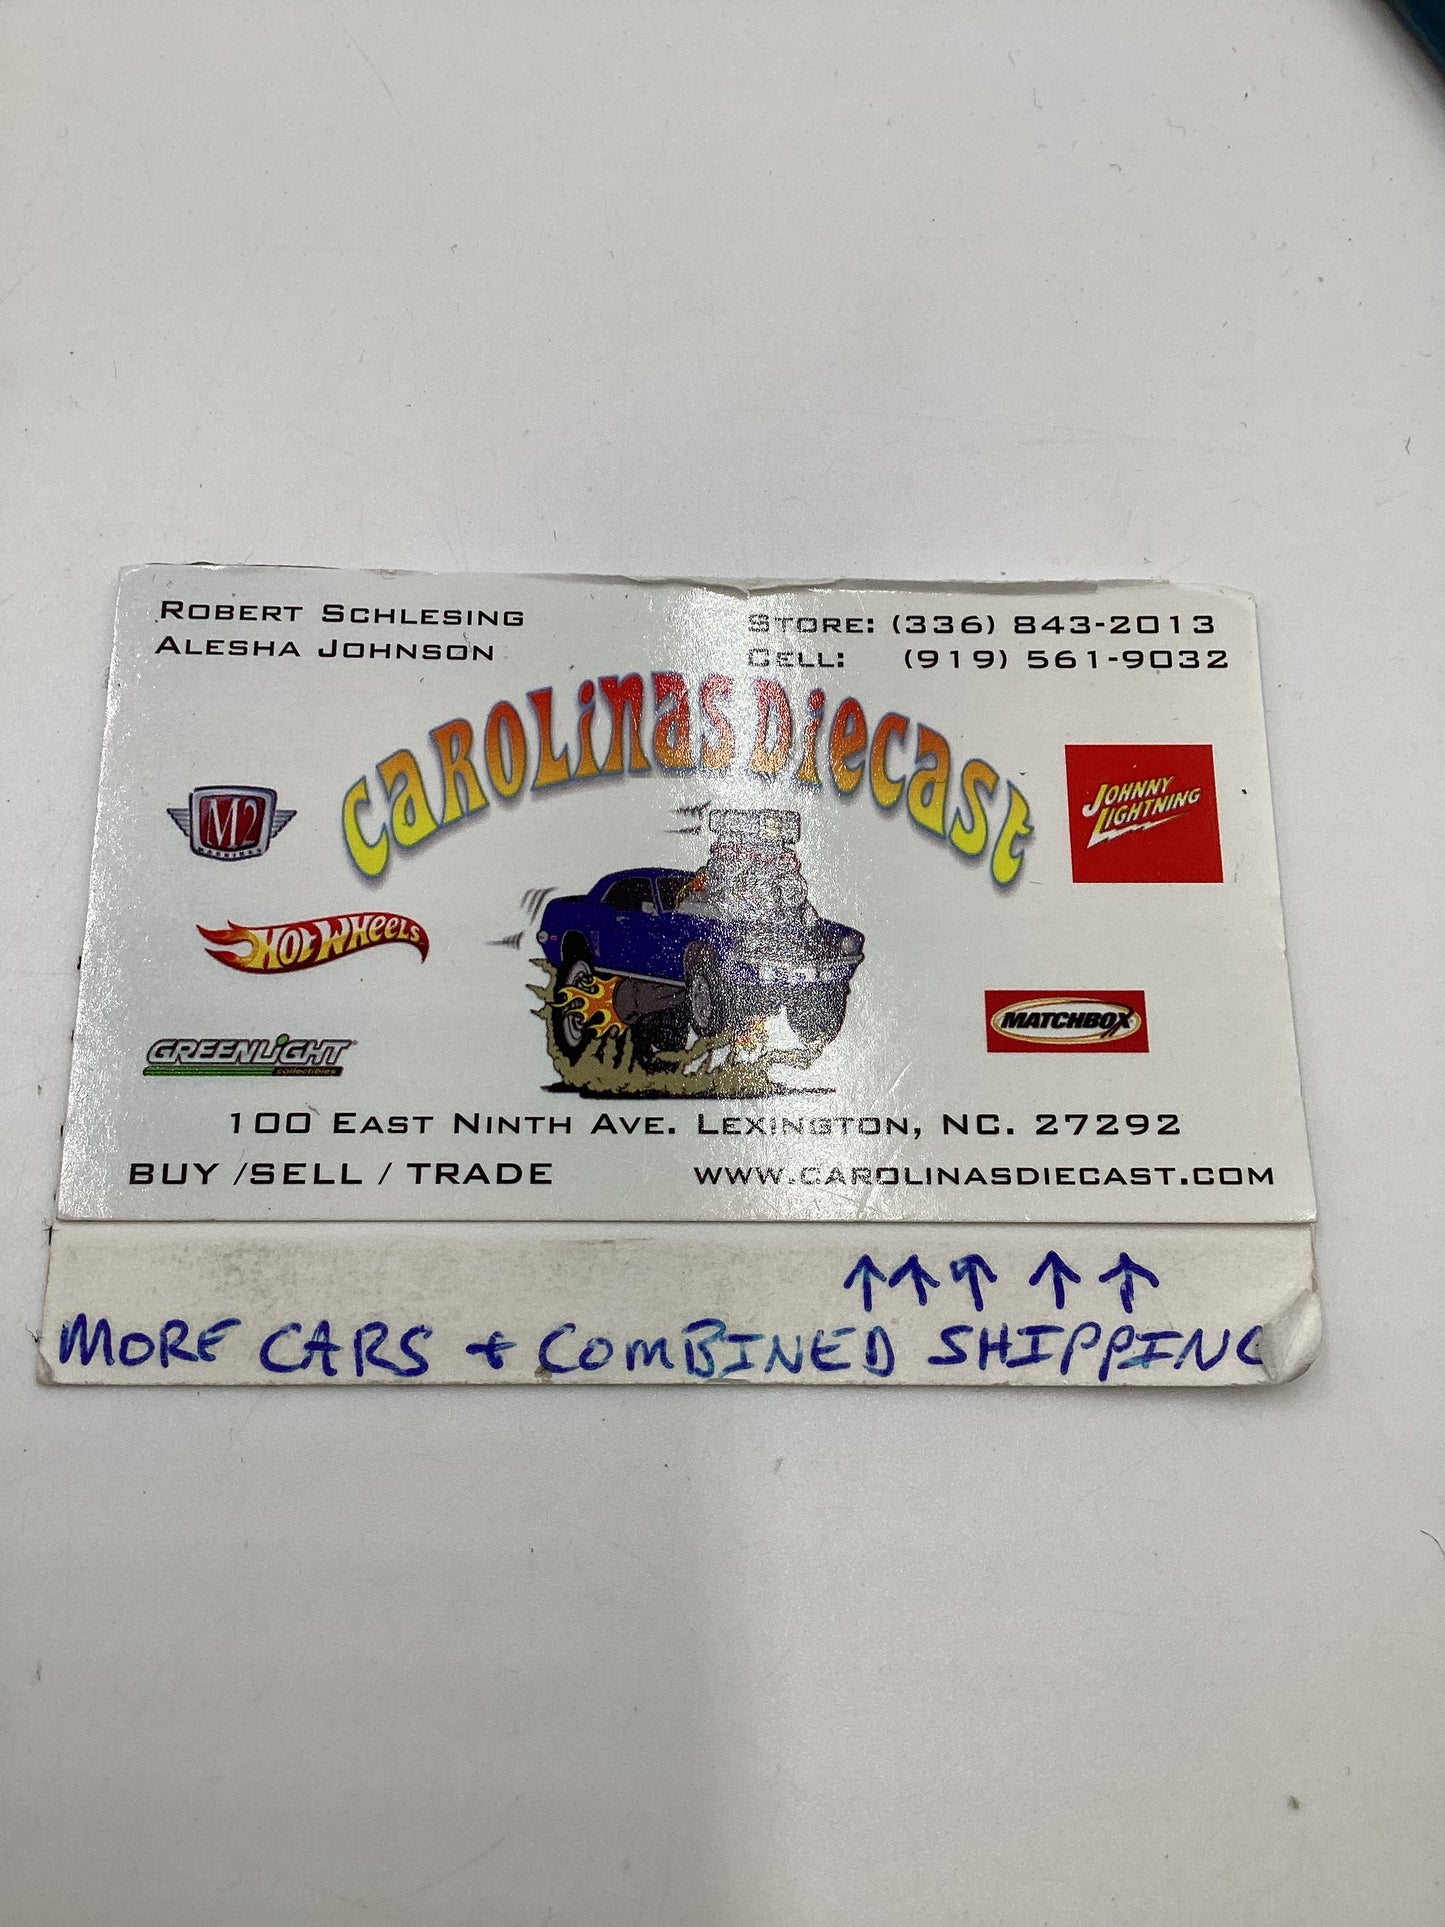 ROBERT SCHLESING
ALESHA JOHNSON
STORE: (336) 843-2013
CELL: (919) 561-9032
CAROLINAS DIECAST
M2
MACHINES
JOHNNY
LIGHTNING
HOT WHEELS
MATCHBOX
GREENLIGHT
collectibles
100 EAST NINTH AVE. LEXINGTON, NC. 27292
BUY /SELL / TRADE
WWW.CAROLINASDIECAST.COM
↑↑↑ ↑ ↑
MORE CARS + COMBINED SHIPPING